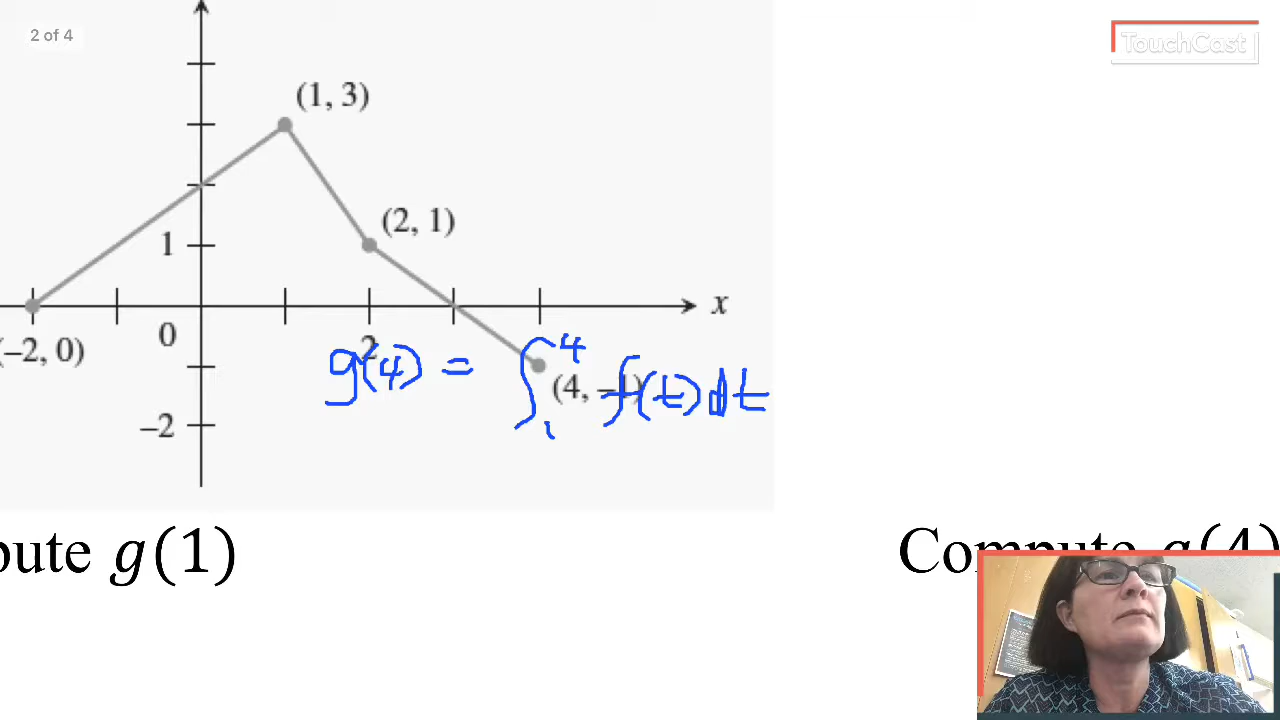 2 of 4
TouchCast
(1, 3)
(2, 1)
1
x
0
(–2, 0)
2
g(4) = ∫₁⁴ f(t)dt
(4, –1)
–2
pute g(1)
Compute g(4)